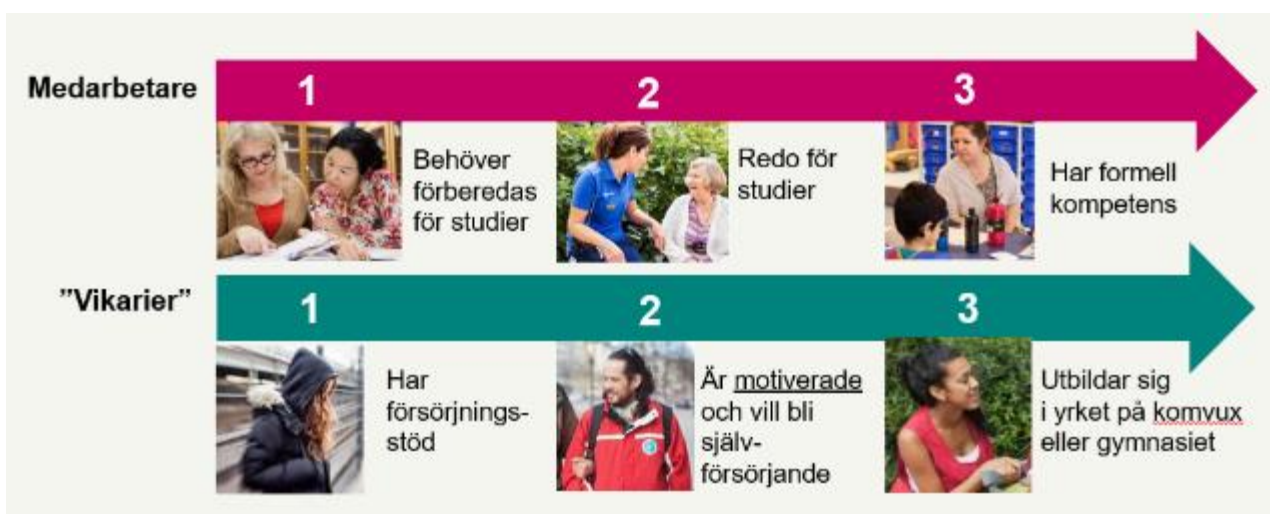 Medarbetare
1
2
3
Behöver
förberedas
för studier
Redo för
studier
Har formell
kompetens
”Vikarier”
1
2
3
Har
försörjnings-
stöd
Är motiverade
och vill bli
själv-
försörjande
Utbildar sig
i yrket på komvux
eller gymnasiet